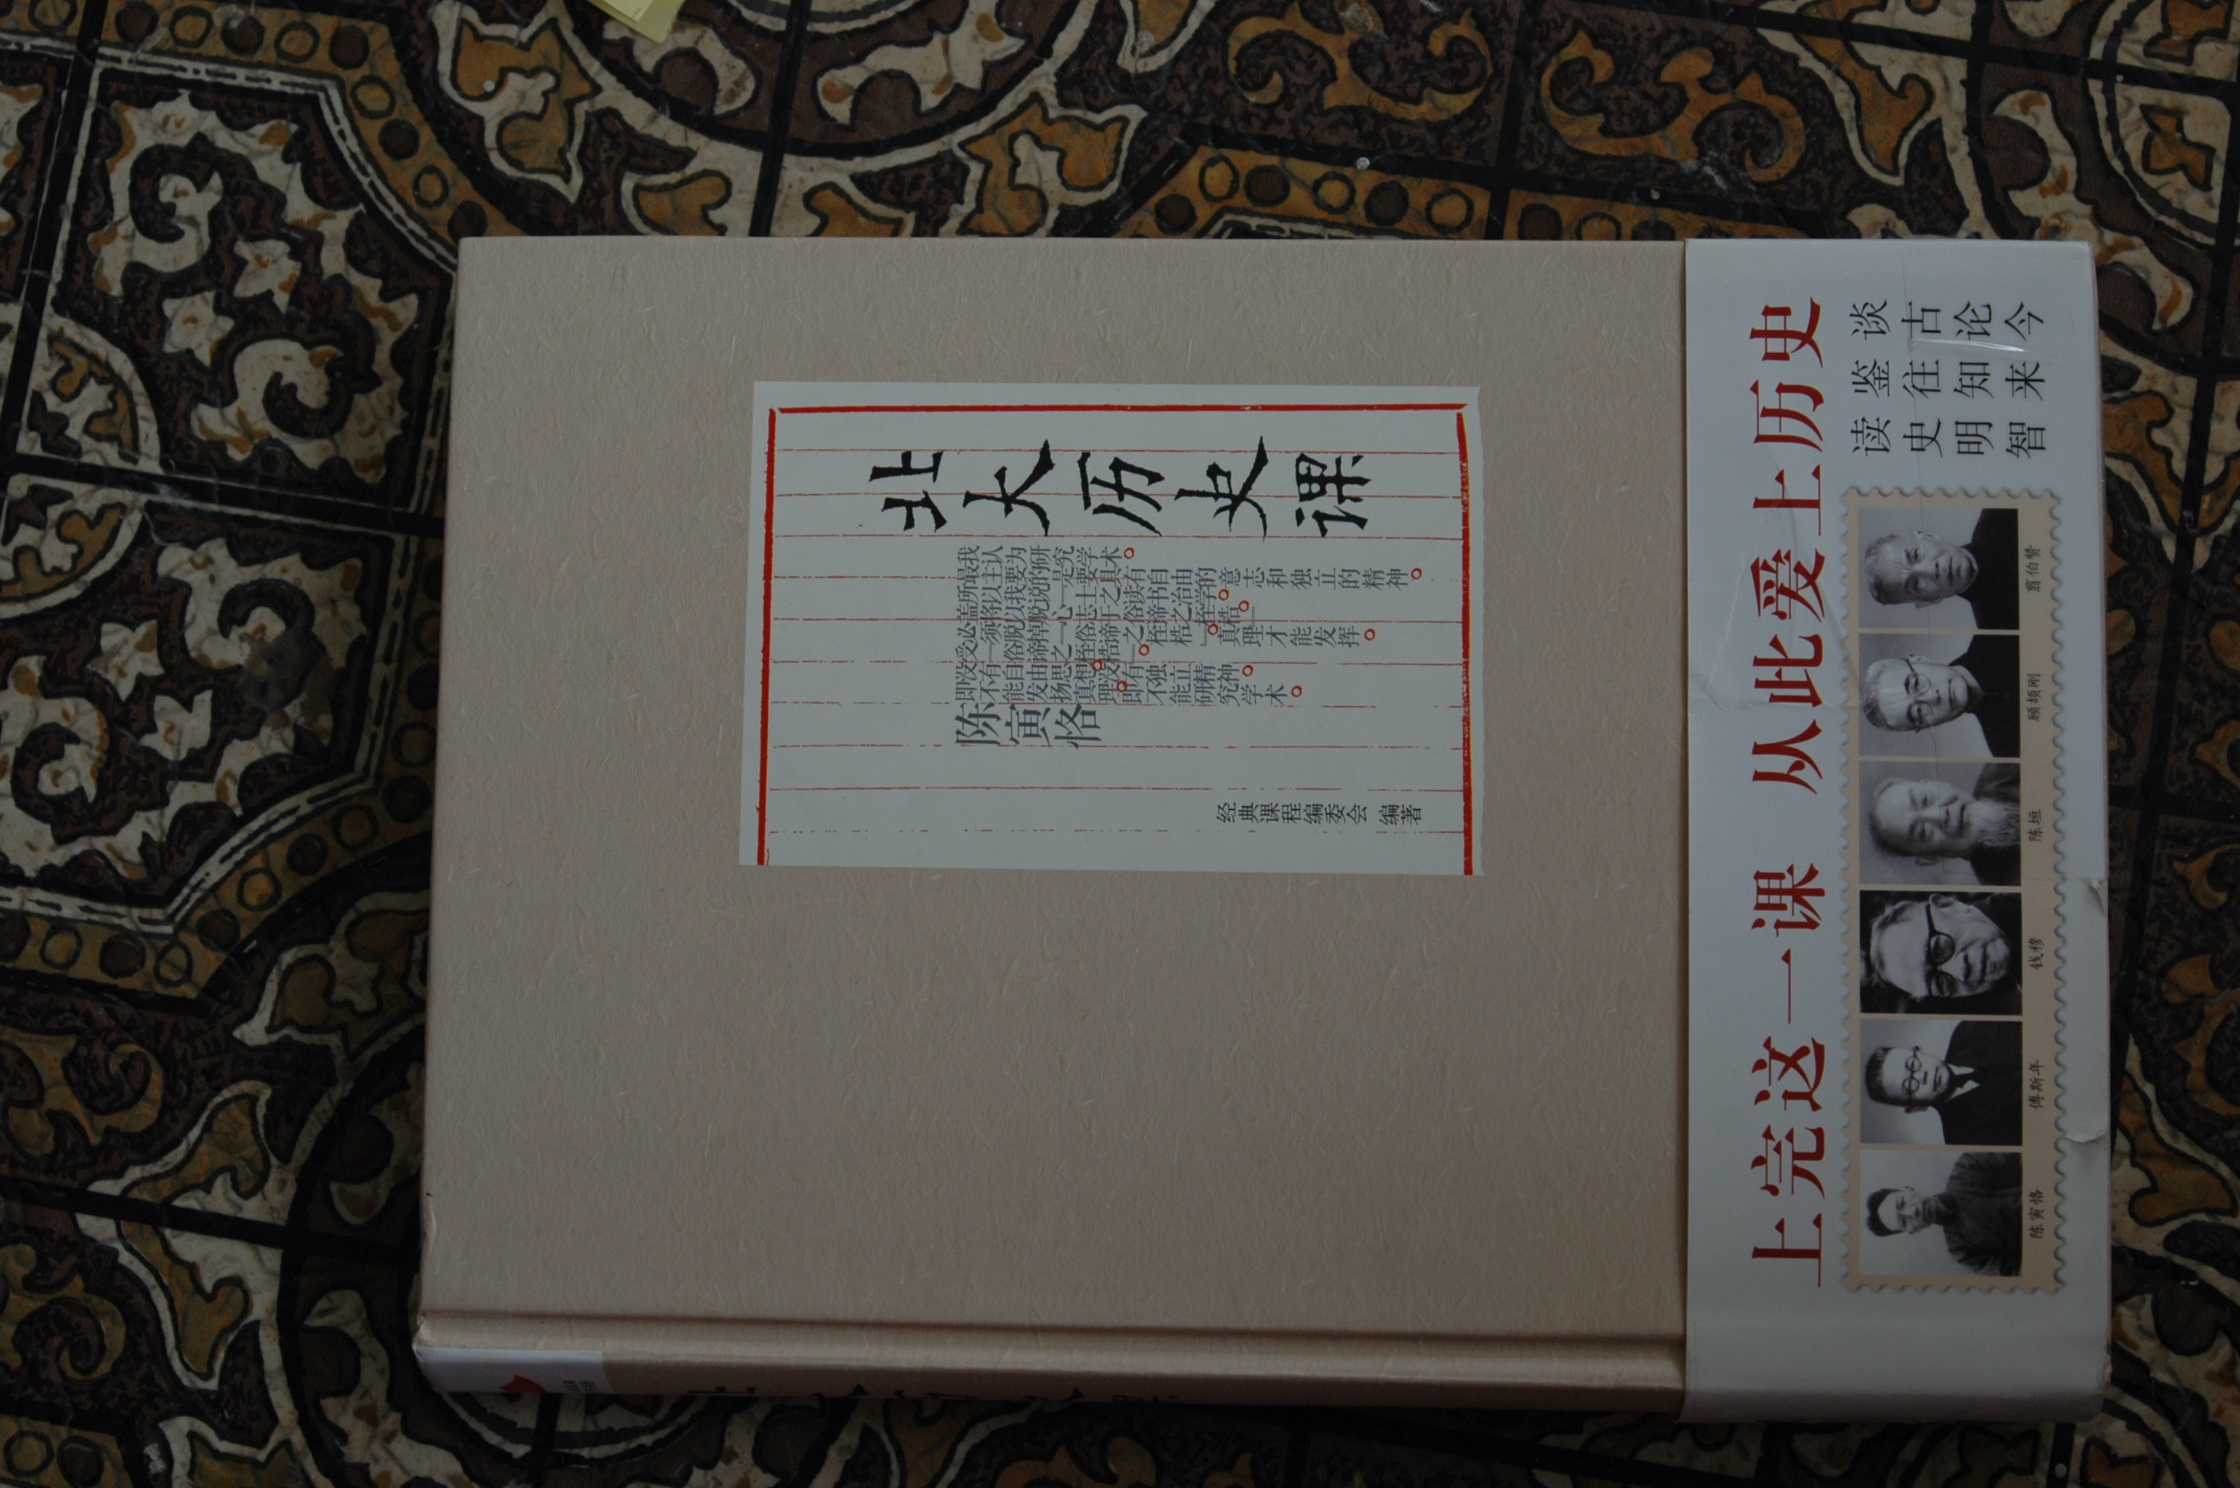 北大历史课
我认为研究学术。
最主要的是要具有自由的意志和独立的精神。
所以我说「士之读书治学。
盖将以脱心志于俗谛之桎梏」
必须脱掉「俗谛之桎梏』。真理才能发挥。
受「俗谛之桎梏」。
没有自由思想。没有独立精神。
即不能发扬真理。即不能研究学术。
陈寅恪
经典课程编委会 编著
上完这一课 从此爱上历史
谈古论今
鉴往知来
读史明智
陈寅恪
傅斯年
钱穆
陈垣
顾颉刚
翦伯赞